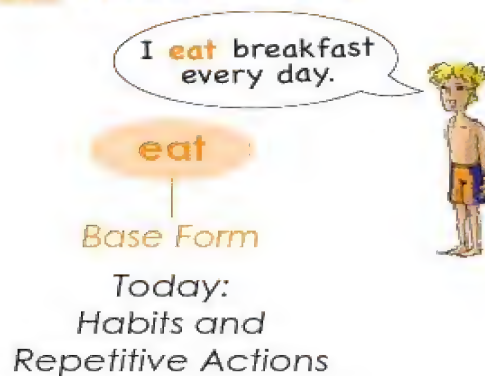 I eat breakfast
every day.
eat
Base Form
Today:
Habits and
Repetitive Actions